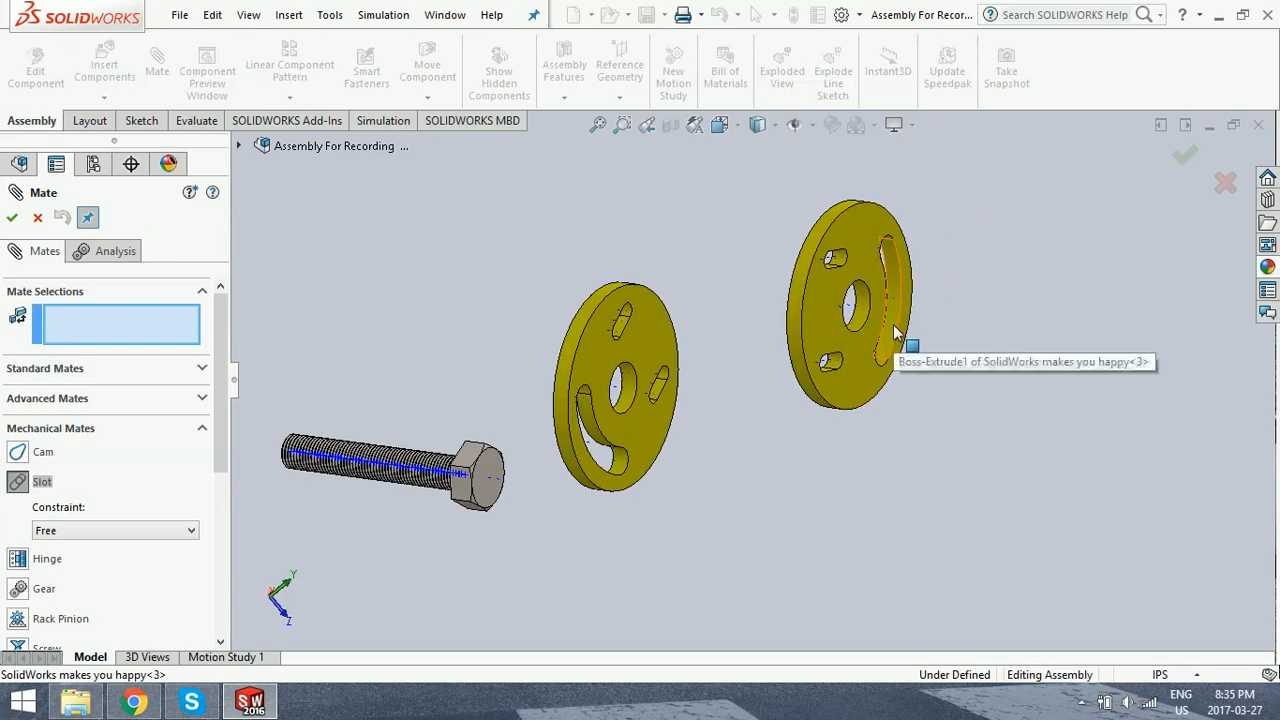 SOLIDWORKS
File Edit View Insert Tools Simulation Window Help
Assembly For Recor...
Search SOLIDWORKS Help
?
Edit Component
Insert Components
Mate
Component Preview Window
Linear Component Pattern
Smart Fasteners
Move Component
Show Hidden Components
Assembly Features
Reference Geometry
New Motion Study
Bill of Materials
Exploded View
Explode Line Sketch
Instant3D
Update Speedpak
Take Snapshot
Assembly Layout Sketch Evaluate SOLIDWORKS Add-Ins Simulation SOLIDWORKS MBD
Assembly For Recording ...
Mate
Mates Analysis
Mate Selections
Standard Mates
Advanced Mates
Mechanical Mates
Cam
Slot
Constraint:
Free
Hinge
Gear
Rack Pinion
Screw
Boss-Extrude1 of SolidWorks makes you happy<3>
Y
Z
Model 3D Views Motion Study 1
SolidWorks makes you happy<3>
Under Defined Editing Assembly IPS
SW
2016
ENG
US
8:35 PM
2017-03-27